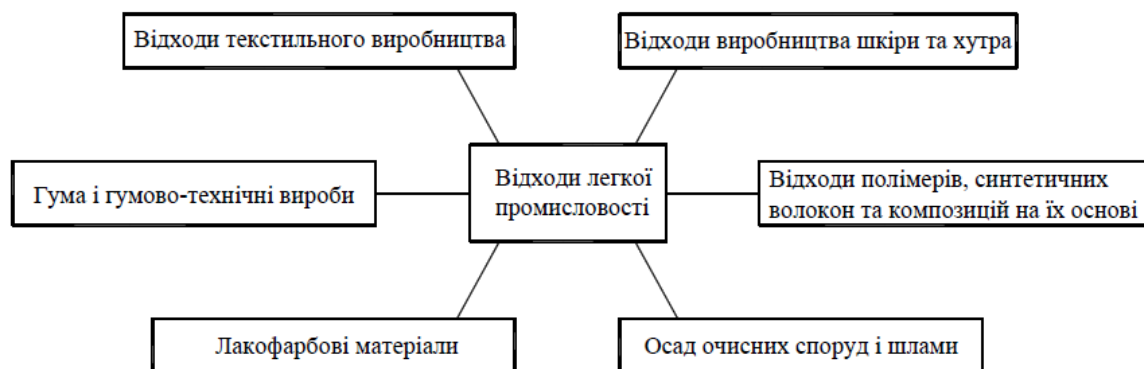 Відходи текстильного виробництва
Відходи виробництва шкіри та хутра
Гума і гумово-технічні вироби
Відходи легкої
промисловості
Відходи полімерів, синтетичних
волокон та композицій на їх основі
Лакофарбові матеріали
Осад очисних споруд і шлами